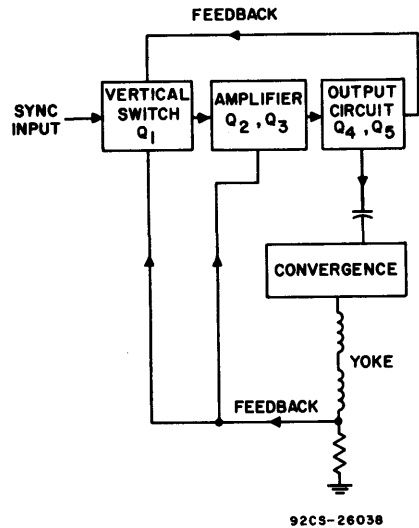 FEEDBACK
SYNC
INPUT
VERTICAL
SWITCH
Q1
AMPLIFIER
Q2, Q3
OUTPUT
CIRCUIT
Q4, Q5
CONVERGENCE
YOKE
FEEDBACK
92CS-26038